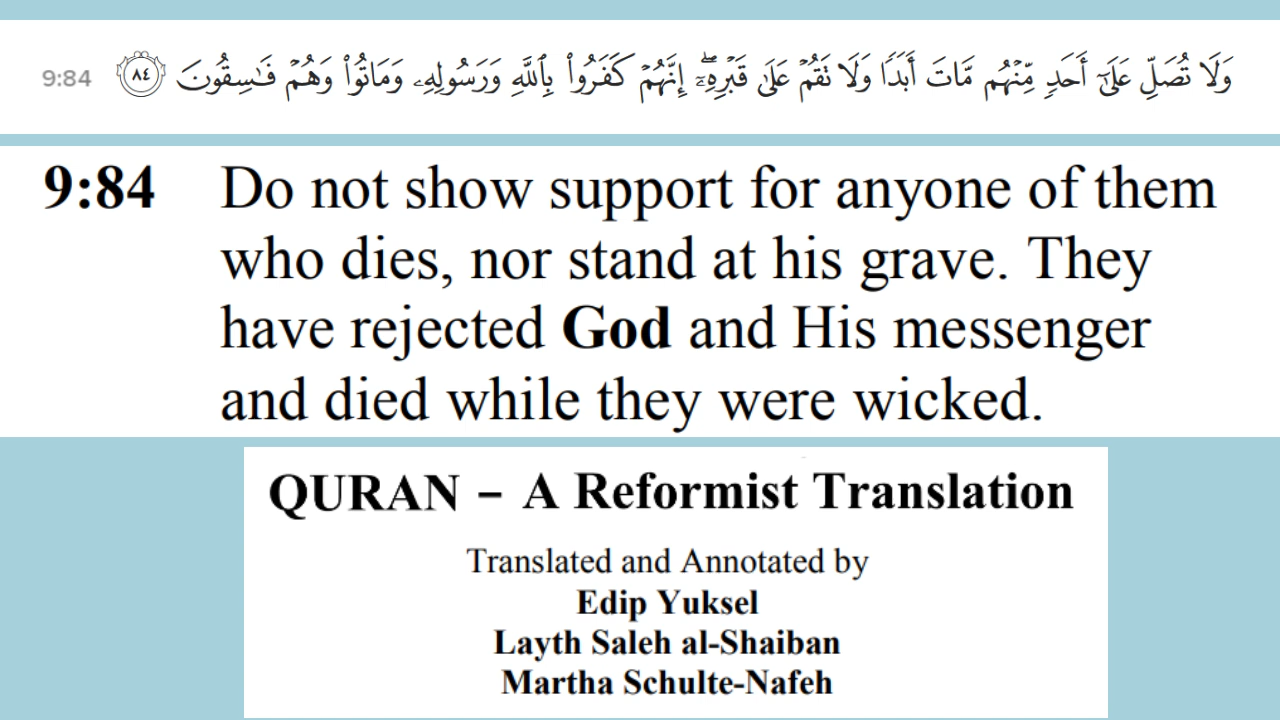 9:84 وَلَا تُصَلِّ عَلَىٰٓ أَحَدٍ مِّنْهُم مَّاتَ أَبَدًا وَلَا تَقُمْ عَلَىٰ قَبْرِهِۦٓ ۖ إِنَّهُمْ كَفَرُوا۟ بِٱللَّهِ وَرَسُولِهِۦ وَمَاتُوا۟ وَهُمْ فَـٰسِقُونَ ٨٤
9:84 Do not show support for anyone of them
who dies, nor stand at his grave. They
have rejected God and His messenger
and died while they were wicked.
QURAN – A Reformist Translation
Translated and Annotated by
Edip Yuksel
Layth Saleh al-Shaiban
Martha Schulte-Nafeh